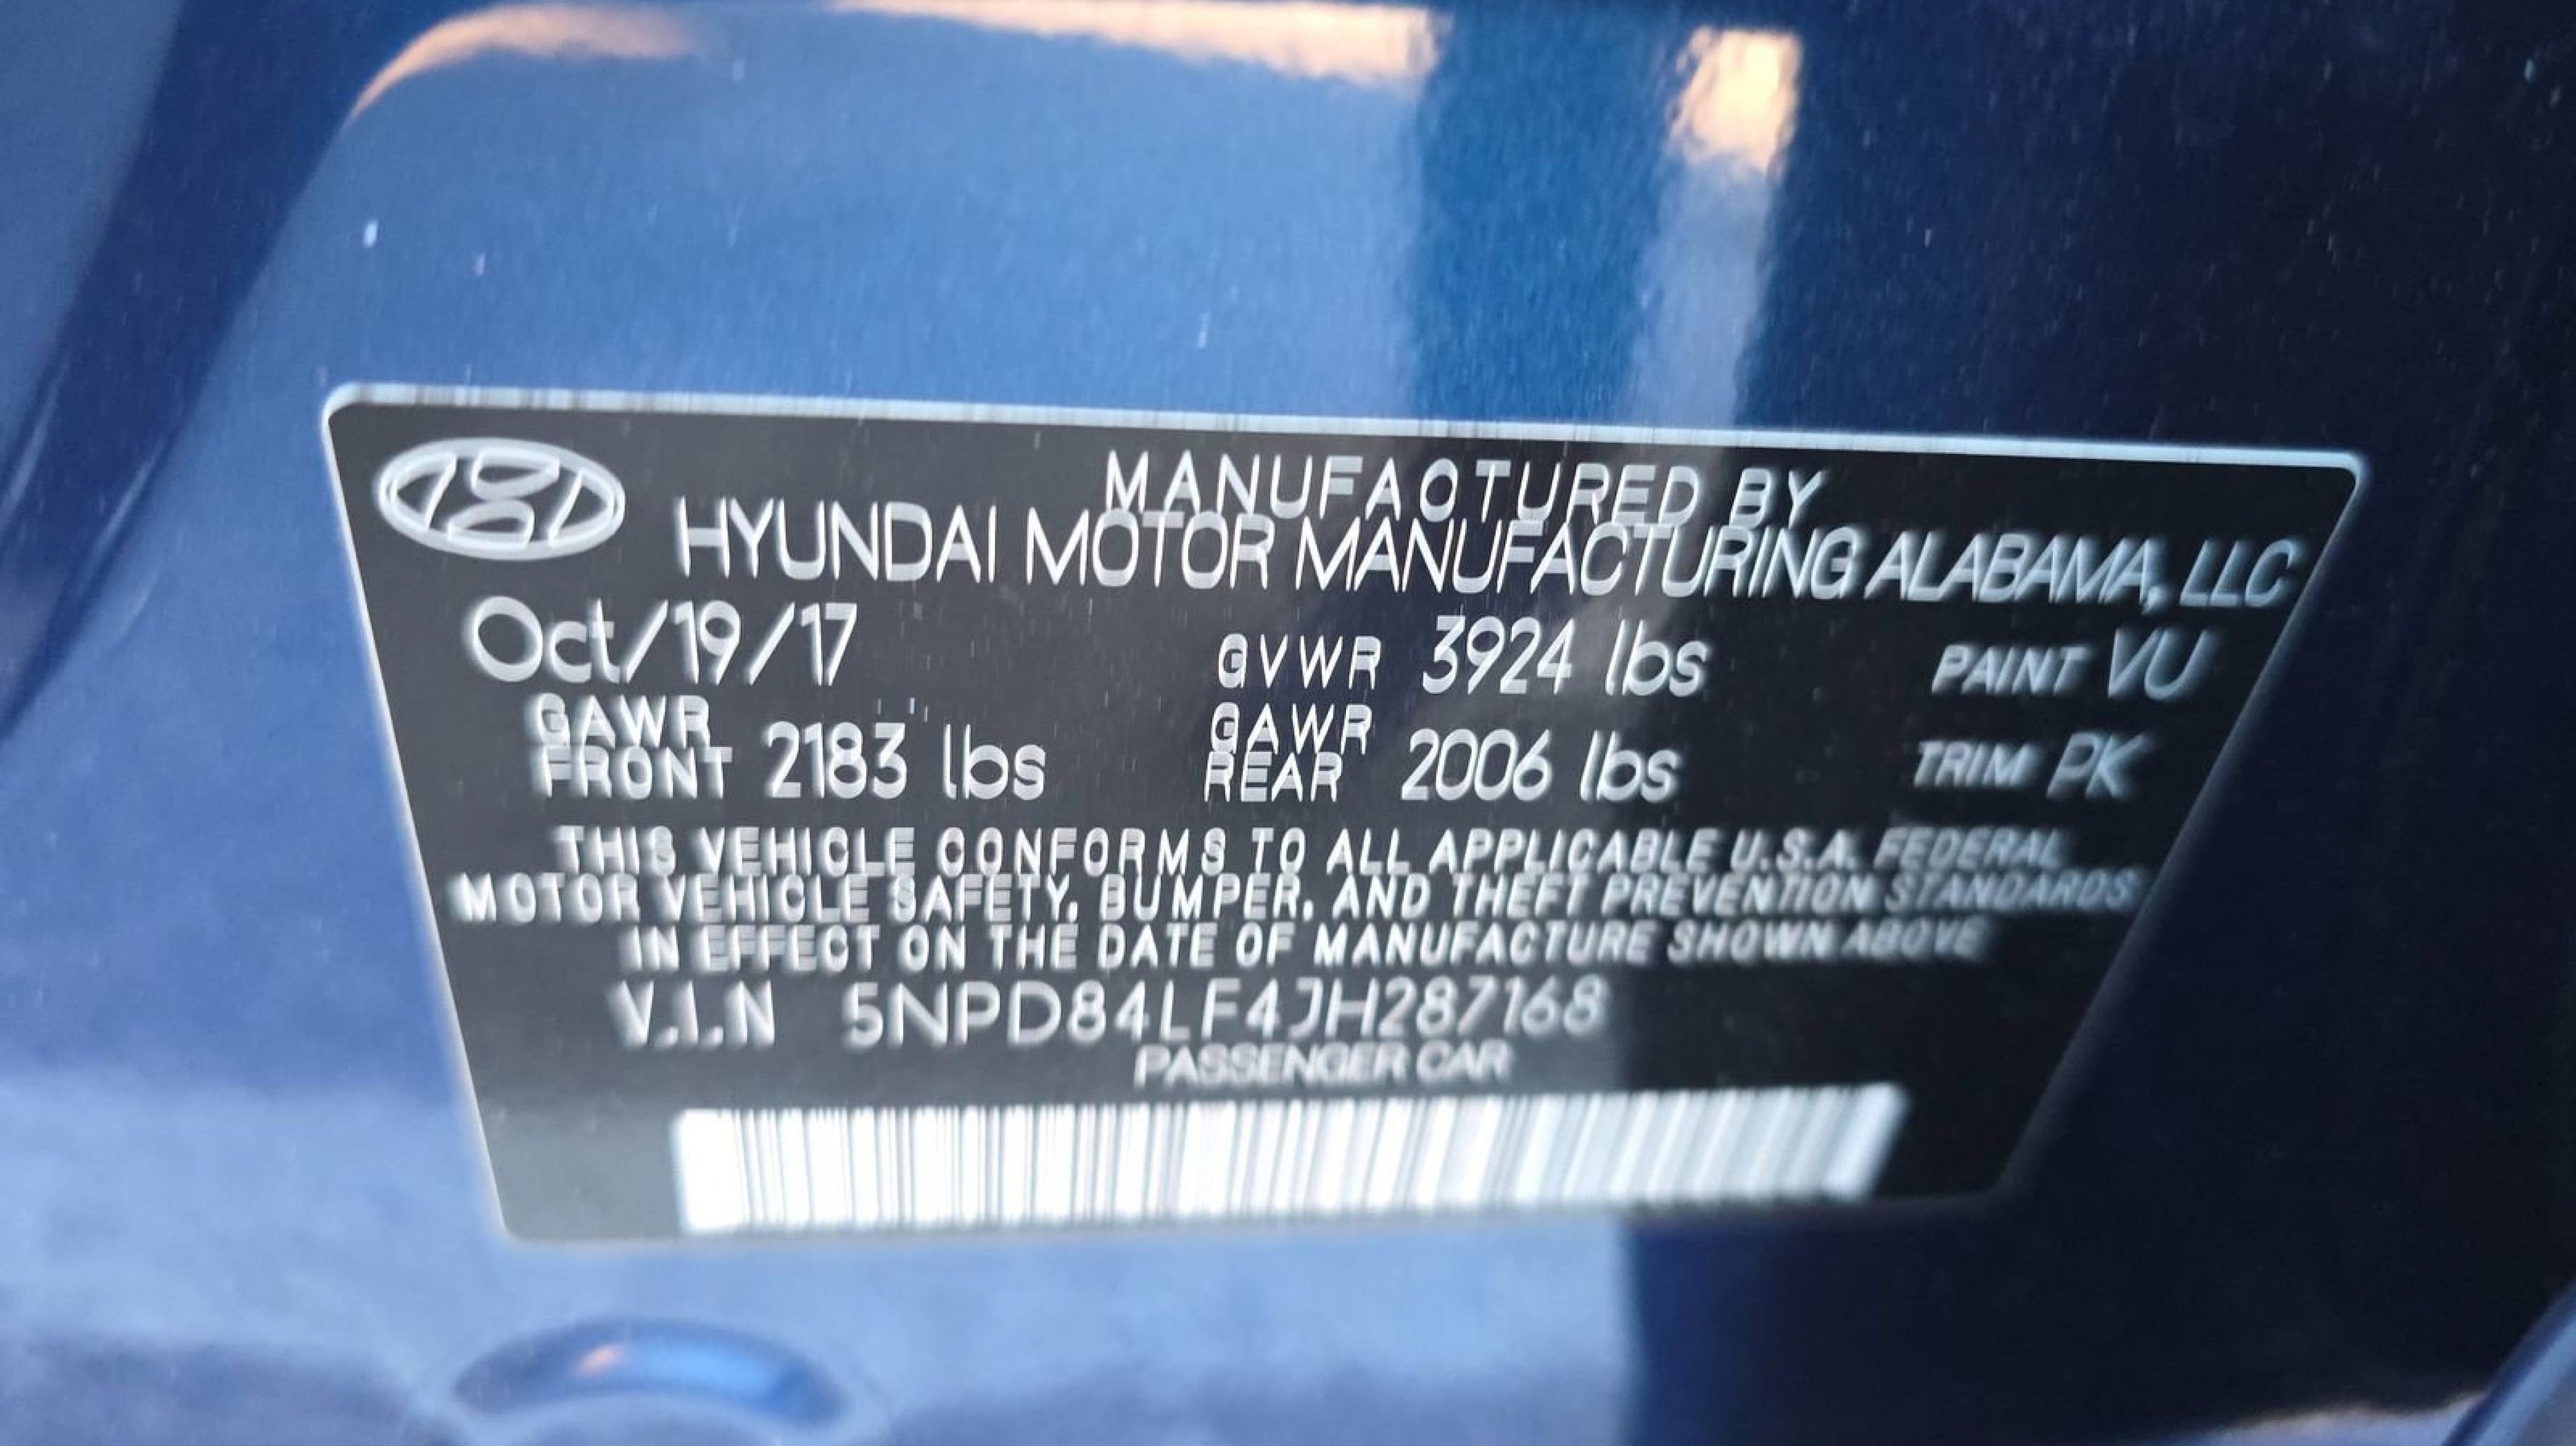 MANUFACTURED BY
HYUNDAI MOTOR MANUFACTURING ALABAMA, LLC
Oct/19/17 GVWR 3924 lbs PAINT VU
GAWR FRONT 2183 lbs GAWR REAR 2006 lbs TRIM PK
THIS VEHICLE CONFORMS TO ALL APPLICABLE U.S.A. FEDERAL
MOTOR VEHICLE SAFETY, BUMPER, AND THEFT PREVENTION STANDARDS
IN EFFECT ON THE DATE OF MANUFACTURE SHOWN ABOVE
V.I.N 5NPD84LF4JH287168
PASSENGER CAR